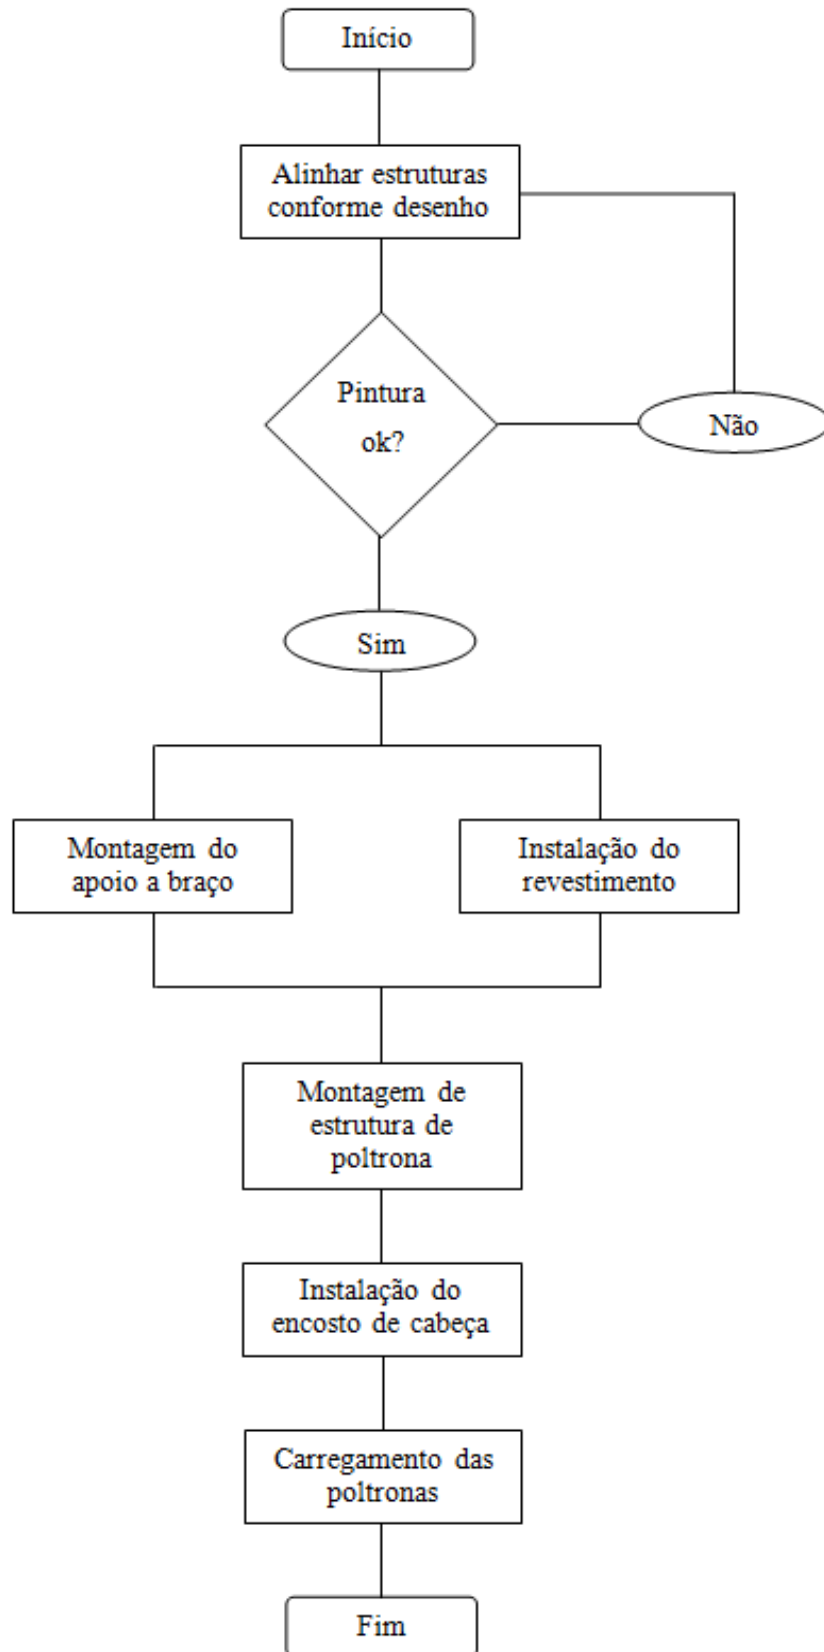 Início
Alinhar estruturas
conforme desenho
Pintura
ok?
Não
Sim
Montagem do
apoio a braço
Instalação do
revestimento
Montagem de
estrutura de
poltrona
Instalação do
encosto de cabeça
Carregamento das
poltronas
Fim